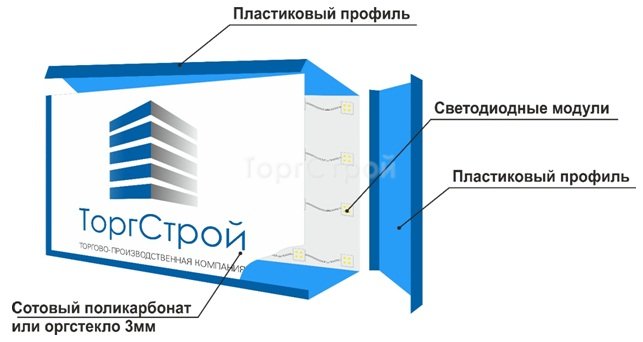 Пластиковый профиль
Светодиодные модули
ТоргСтрой
Пластиковый профиль
ТоргСтрой
ТОРГОВО-ПРОИЗВОДСТВЕННАЯ КОМПАНИЯ
Сотовый поликарбонат
или оргстекло 3мм